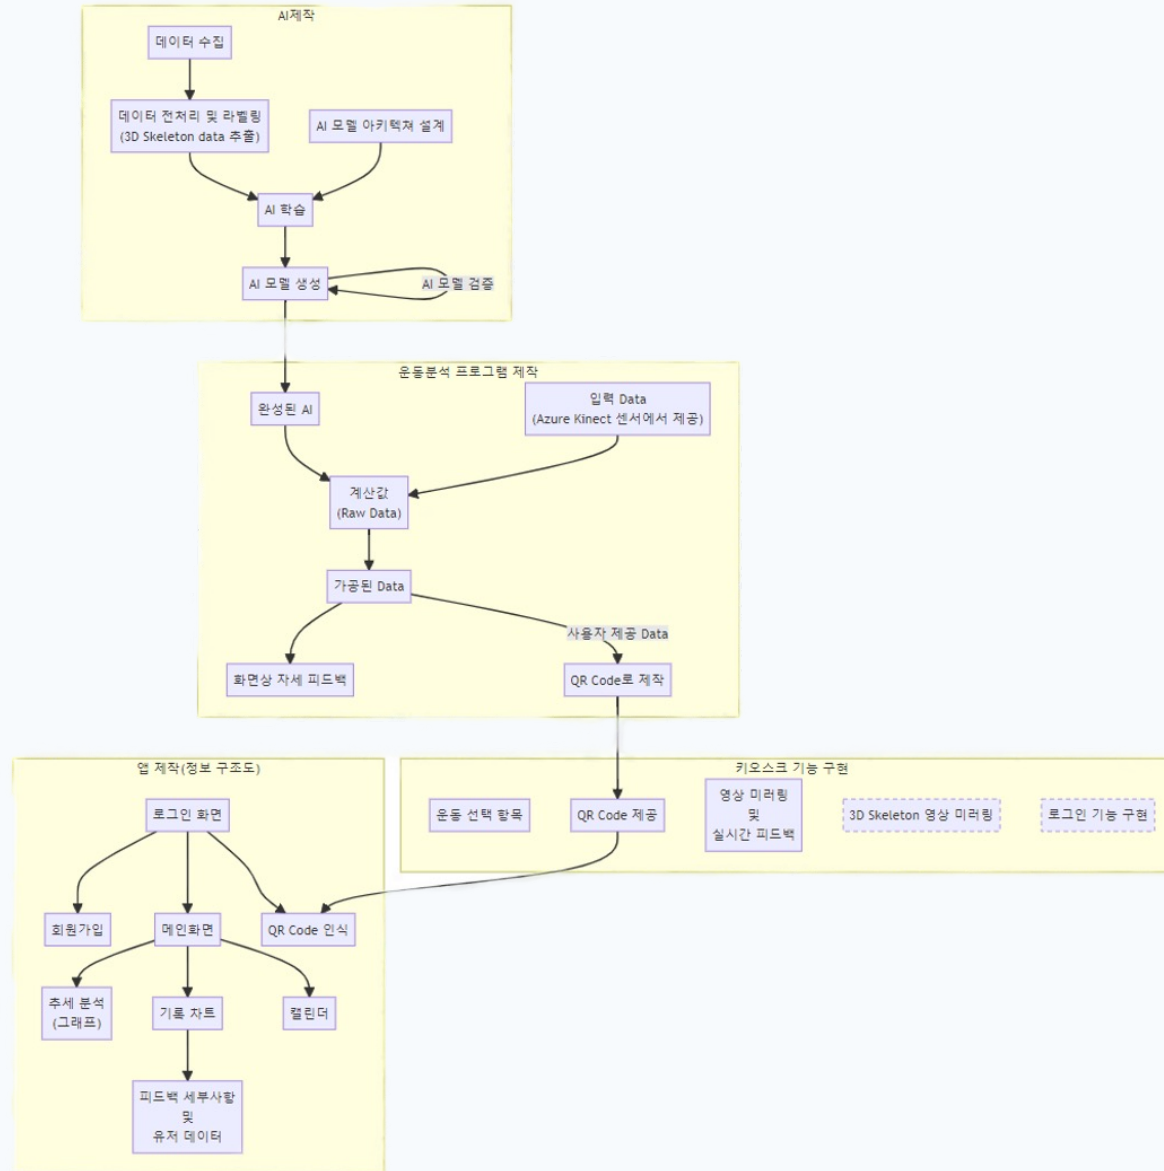 AI제작
데이터 수집
데이터 전처리 및 라벨링
(3D Skeleton data 추출)
AI 모델 아키텍쳐 설계
AI 학습
AI 모델 생성
AI 모델 검증
운동분석 프로그램 제작
완성된 AI
입력 Data
(Azure Kinect 센서에서 제공)
계산값
(Raw Data)
가공된 Data
사용자 제공 Data
화면상 자세 피드백
QR Code로 제작
앱 제작(정보 구조도)
로그인 화면
회원가입
메인화면
QR Code 인식
추세 분석
(그래프)
기록 차트
캘린더
피드백 세부사항
및
유저 데이터
키오스크 기능 구현
운동 선택 항목
QR Code 제공
영상 미러링
및
실시간 피드백
3D Skeleton 영상 미러링
로그인 기능 구현